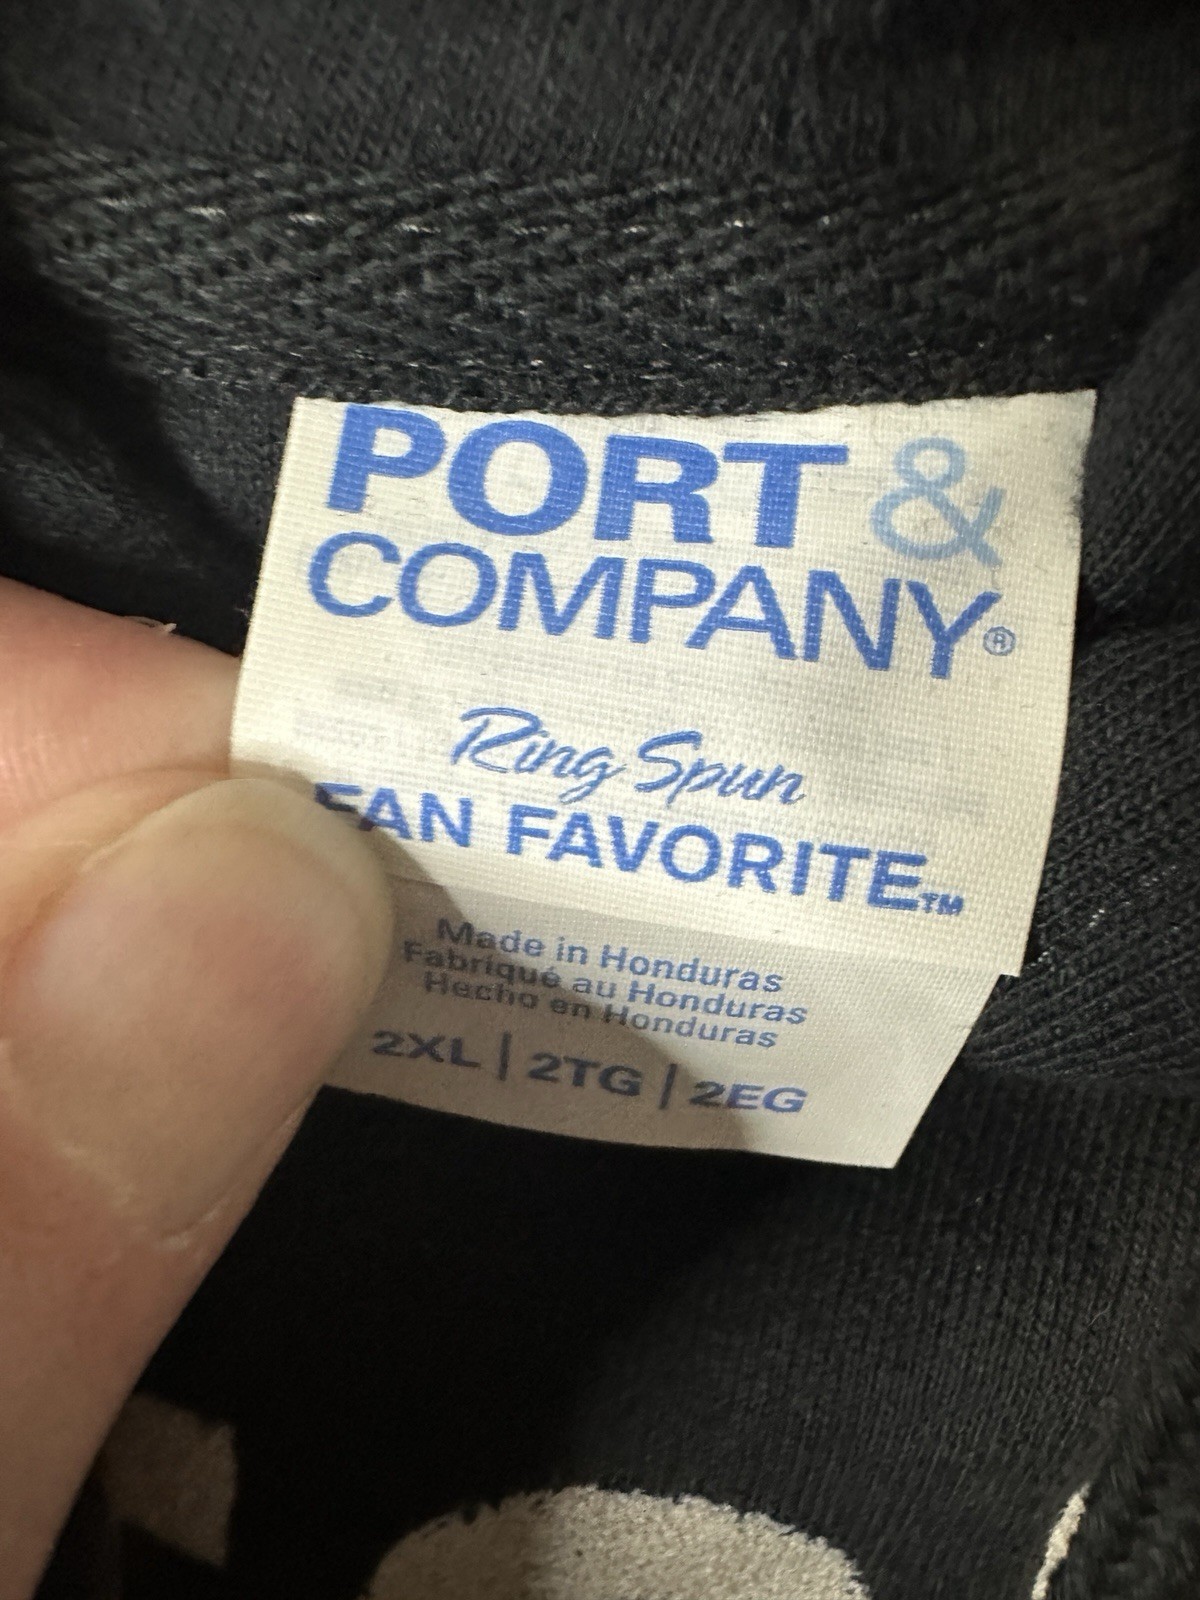 PORT &
COMPANY®
Ring Spun
FAN FAVORITE™
Made in Honduras
Fabriqué au Honduras
Hecho en Honduras
2XL | 2TG | 2EG